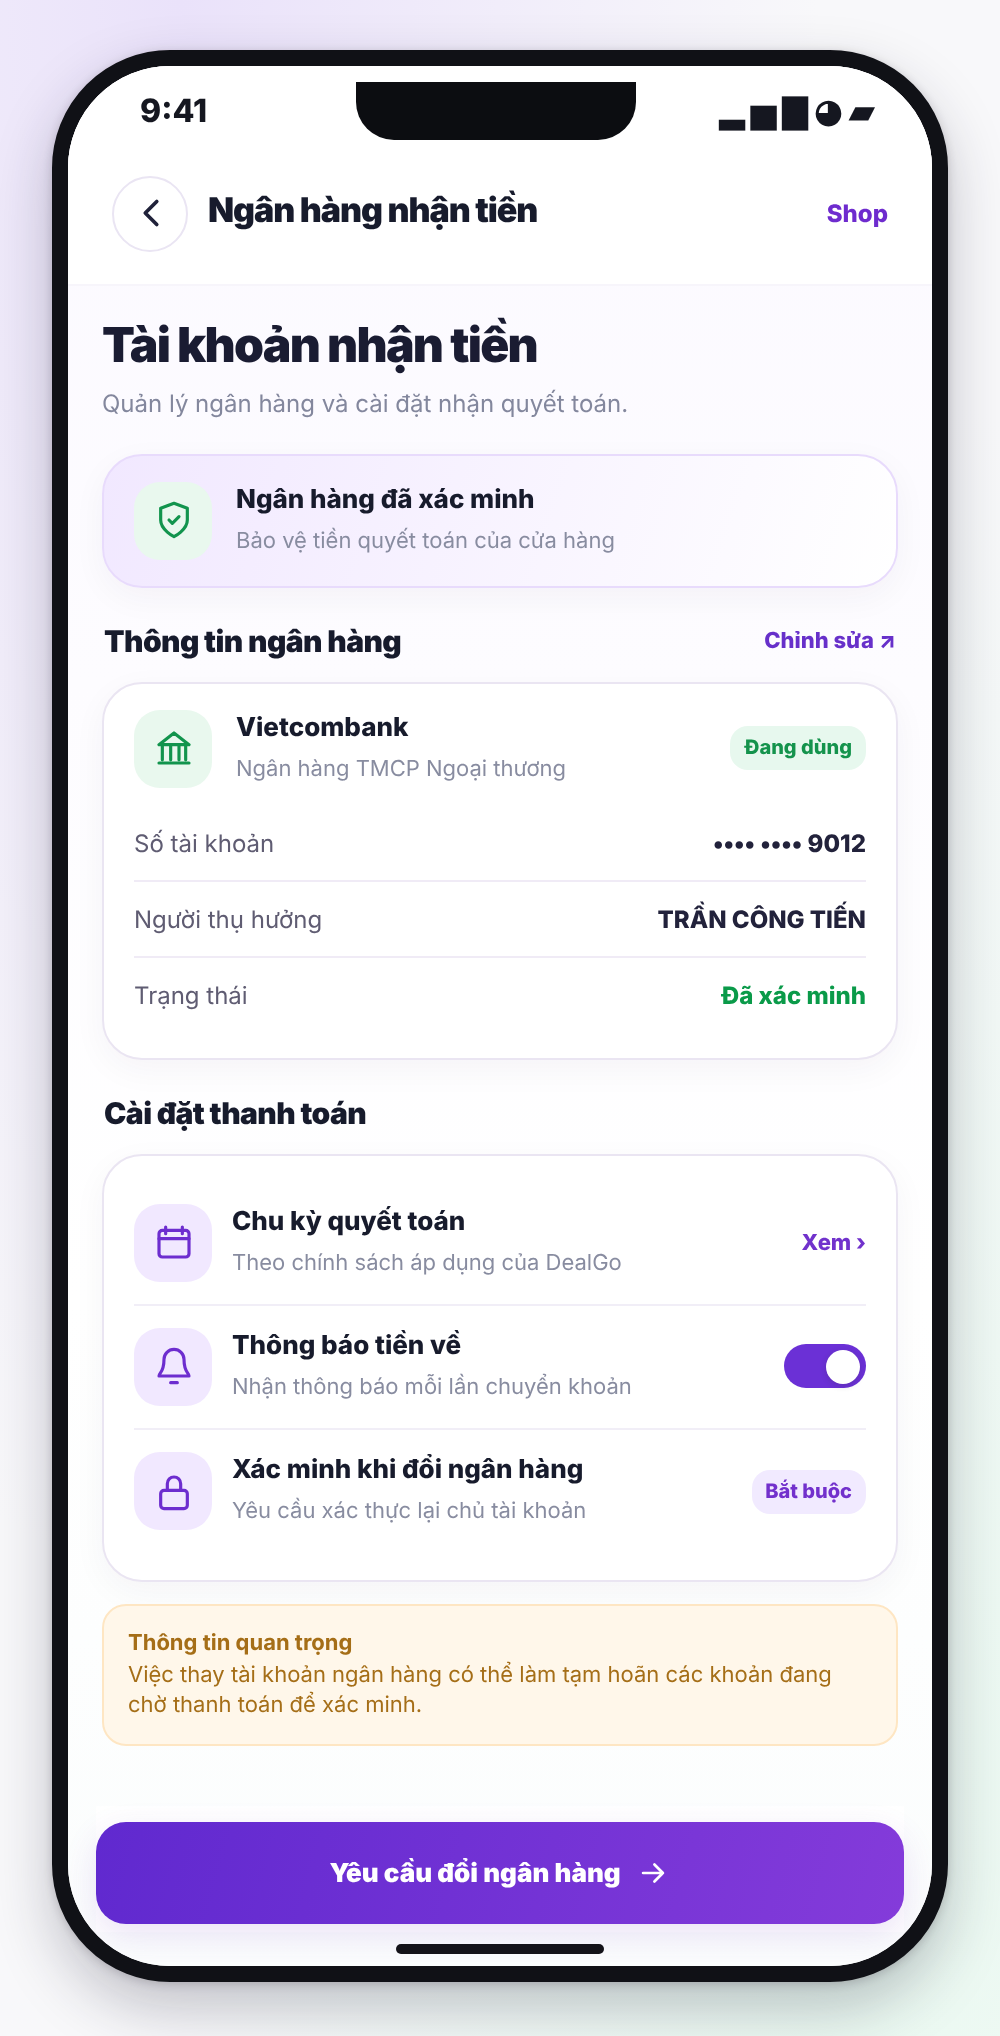 9:41
Ngân hàng nhận tiền
Shop
Tài khoản nhận tiền
Quản lý ngân hàng và cài đặt nhận quyết toán.
Ngân hàng đã xác minh
Bảo vệ tiền quyết toán của cửa hàng
Thông tin ngân hàng
Chỉnh sửa ↗
Vietcombank
Ngân hàng TMCP Ngoại thương
Đang dùng
Số tài khoản
•••• •••• 9012
Người thụ hưởng
TRẦN CÔNG TIẾN
Trạng thái
Đã xác minh
Cài đặt thanh toán
Chu kỳ quyết toán
Theo chính sách áp dụng của DealGo
Xem ›
Thông báo tiền về
Nhận thông báo mỗi lần chuyển khoản
Xác minh khi đổi ngân hàng
Yêu cầu xác thực lại chủ tài khoản
Bắt buộc
Thông tin quan trọng
Việc thay tài khoản ngân hàng có thể làm tạm hoãn các khoản đang
chờ thanh toán để xác minh.
Yêu cầu đổi ngân hàng →